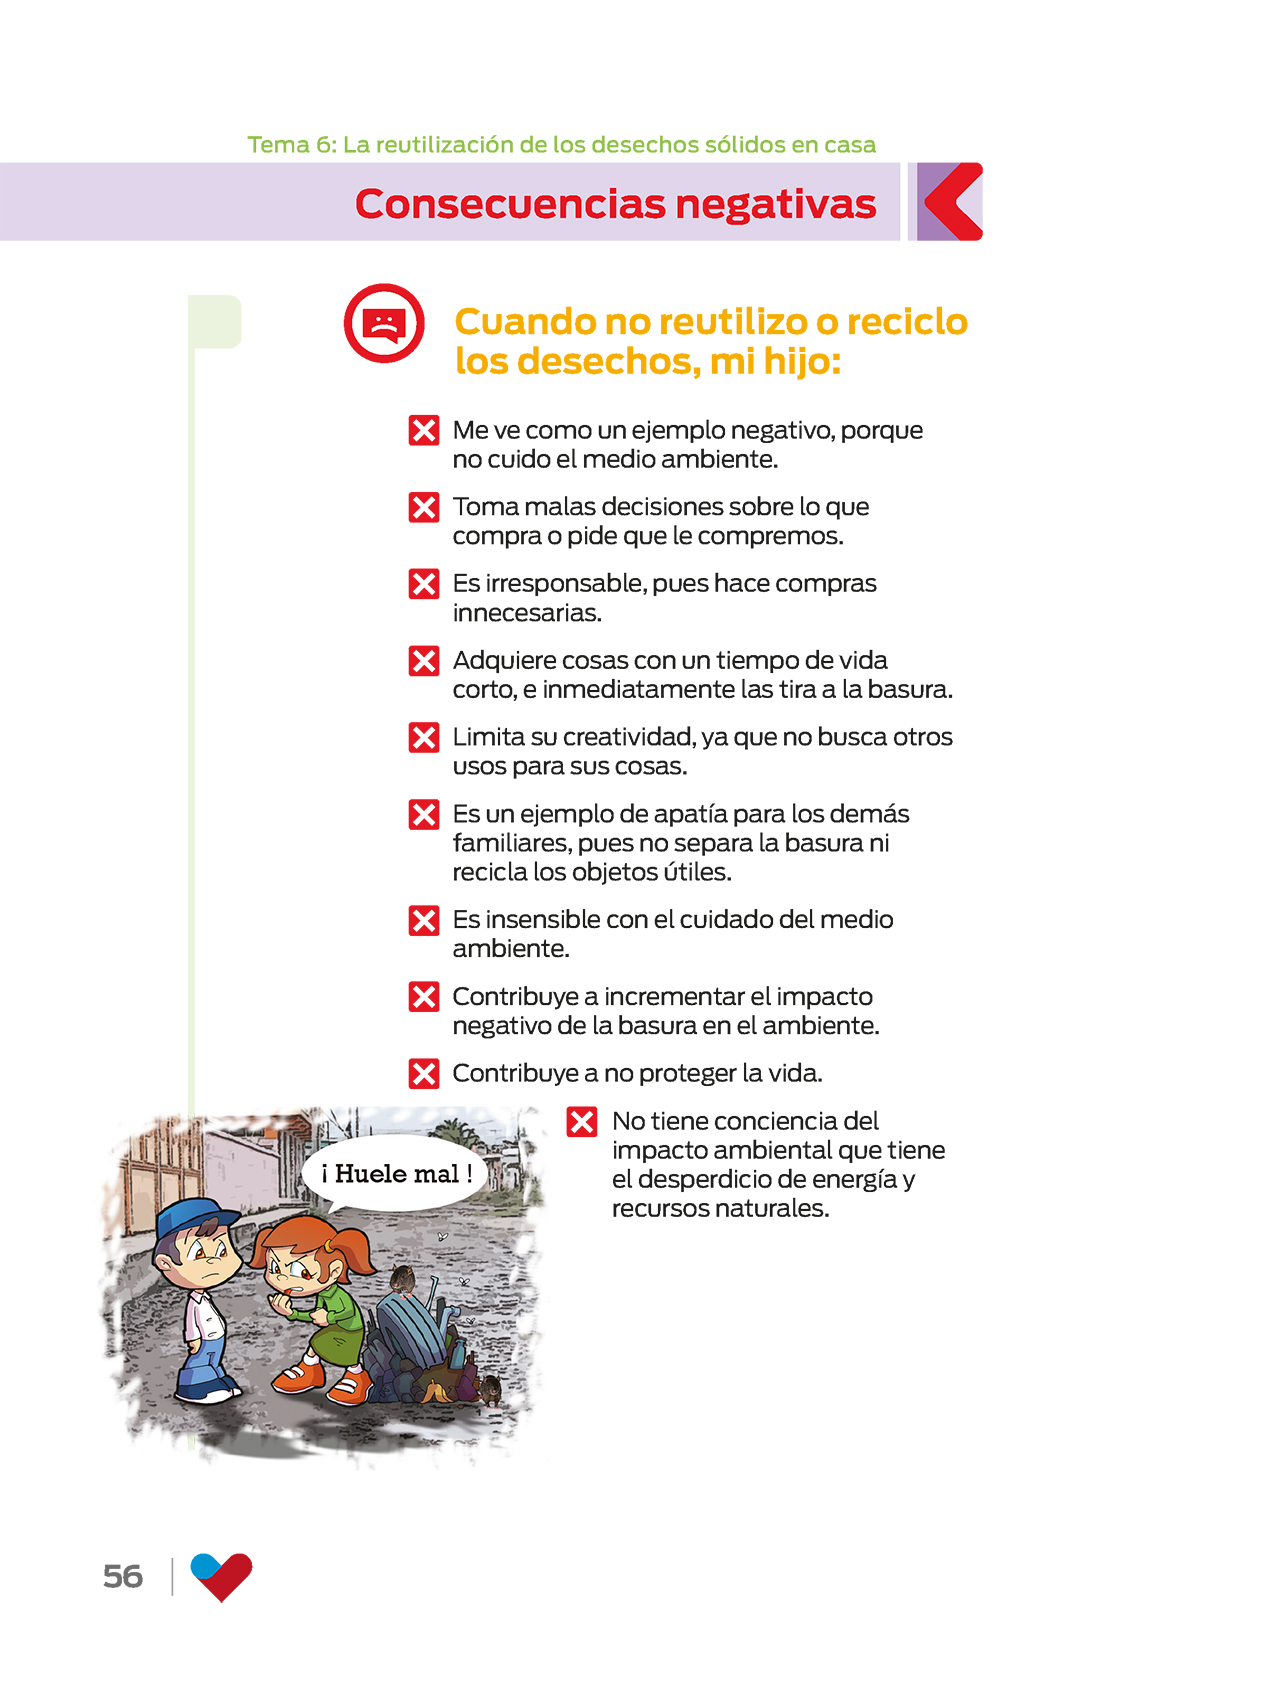 Tema 6: La reutilización de los desechos sólidos en casa
Consecuencias negativas
Cuando no reutilizo o reciclo
los desechos, mi hijo:
Me ve como un ejemplo negativo, porque
no cuido el medio ambiente.
Toma malas decisiones sobre lo que
compra o pide que le compremos.
Es irresponsable, pues hace compras
innecesarias.
Adquiere cosas con un tiempo de vida
corto, e inmediatamente las tira a la basura.
Limita su creatividad, ya que no busca otros
usos para sus cosas.
Es un ejemplo de apatía para los demás
familiares, pues no separa la basura ni
recicla los objetos útiles.
Es insensible con el cuidado del medio
ambiente.
Contribuye a incrementar el impacto
negativo de la basura en el ambiente.
Contribuye a no proteger la vida.
No tiene conciencia del
impacto ambiental que tiene
el desperdicio de energía y
recursos naturales.
¡ Huele mal !
56